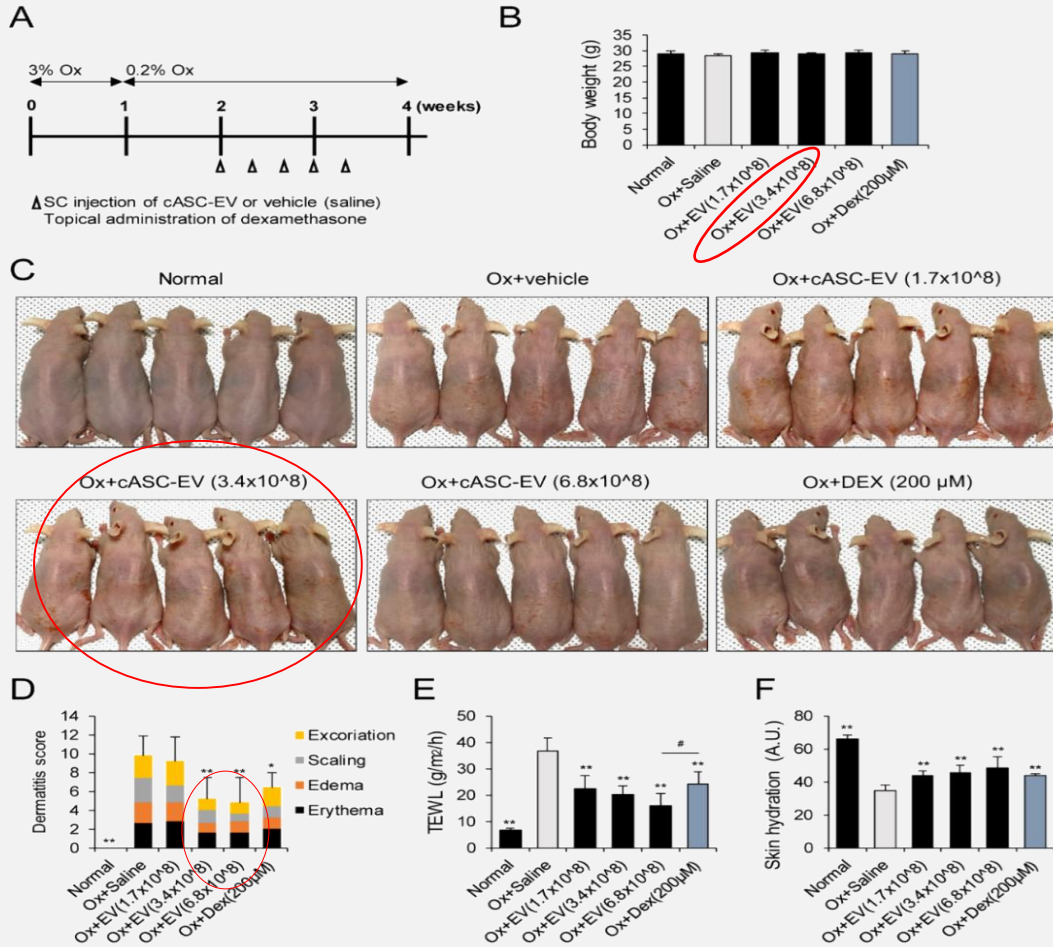 A
3% Ox
0.2% Ox
0
1
2
3
4 (weeks)
SC injection of cASC-EV or vehicle (saline)
Topical administration of dexamethasone
B
Body weight (g)
35
30
25
20
15
10
5
0
Normal
Ox+Saline
Ox+EV(1.7x10^8)
Ox+EV(3.4x10^8)
Ox+EV(6.8x10^8)
Ox+Dex(200µM)
C
Normal
Ox+vehicle
Ox+cASC-EV (1.7x10^8)
Ox+cASC-EV (3.4x10^8)
Ox+cASC-EV (6.8x10^8)
Ox+DEX (200 µM)
D
Dermatitis score
14
12
10
8
6
4
2
0
**
**
**
*
Excoriation
Scaling
Edema
Erythema
Normal
Ox+Saline
Ox+EV(1.7x10^8)
Ox+EV(3.4x10^8)
Ox+EV(6.8x10^8)
Ox+Dex(200µM)
E
TEWL (g/m²/h)
50
40
30
20
10
0
**
**
**
**
#
**
Normal
Ox+Saline
Ox+EV(1.7x10^8)
Ox+EV(3.4x10^8)
Ox+EV(6.8x10^8)
Ox+Dex(200µM)
F
Skin hydration (A.U.)
80
60
40
20
0
**
**
**
**
**
Normal
Ox+Saline
Ox+EV(1.7x10^8)
Ox+EV(3.4x10^8)
Ox+EV(6.8x10^8)
Ox+Dex(200µM)